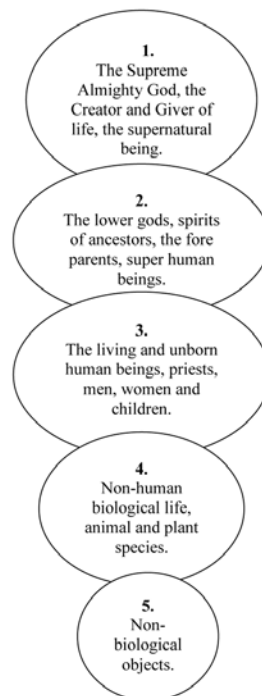 1.
The Supreme
Almighty God, the
Creator and Giver of
life, the supernatural
being.
2.
The lower gods, spirits
of ancestors, the fore
parents, super human
beings.
3.
The living and unborn
human beings, priests,
men, women and
children.
4.
Non-human
biological life,
animal and plant
species.
5.
Non-
biological
objects.